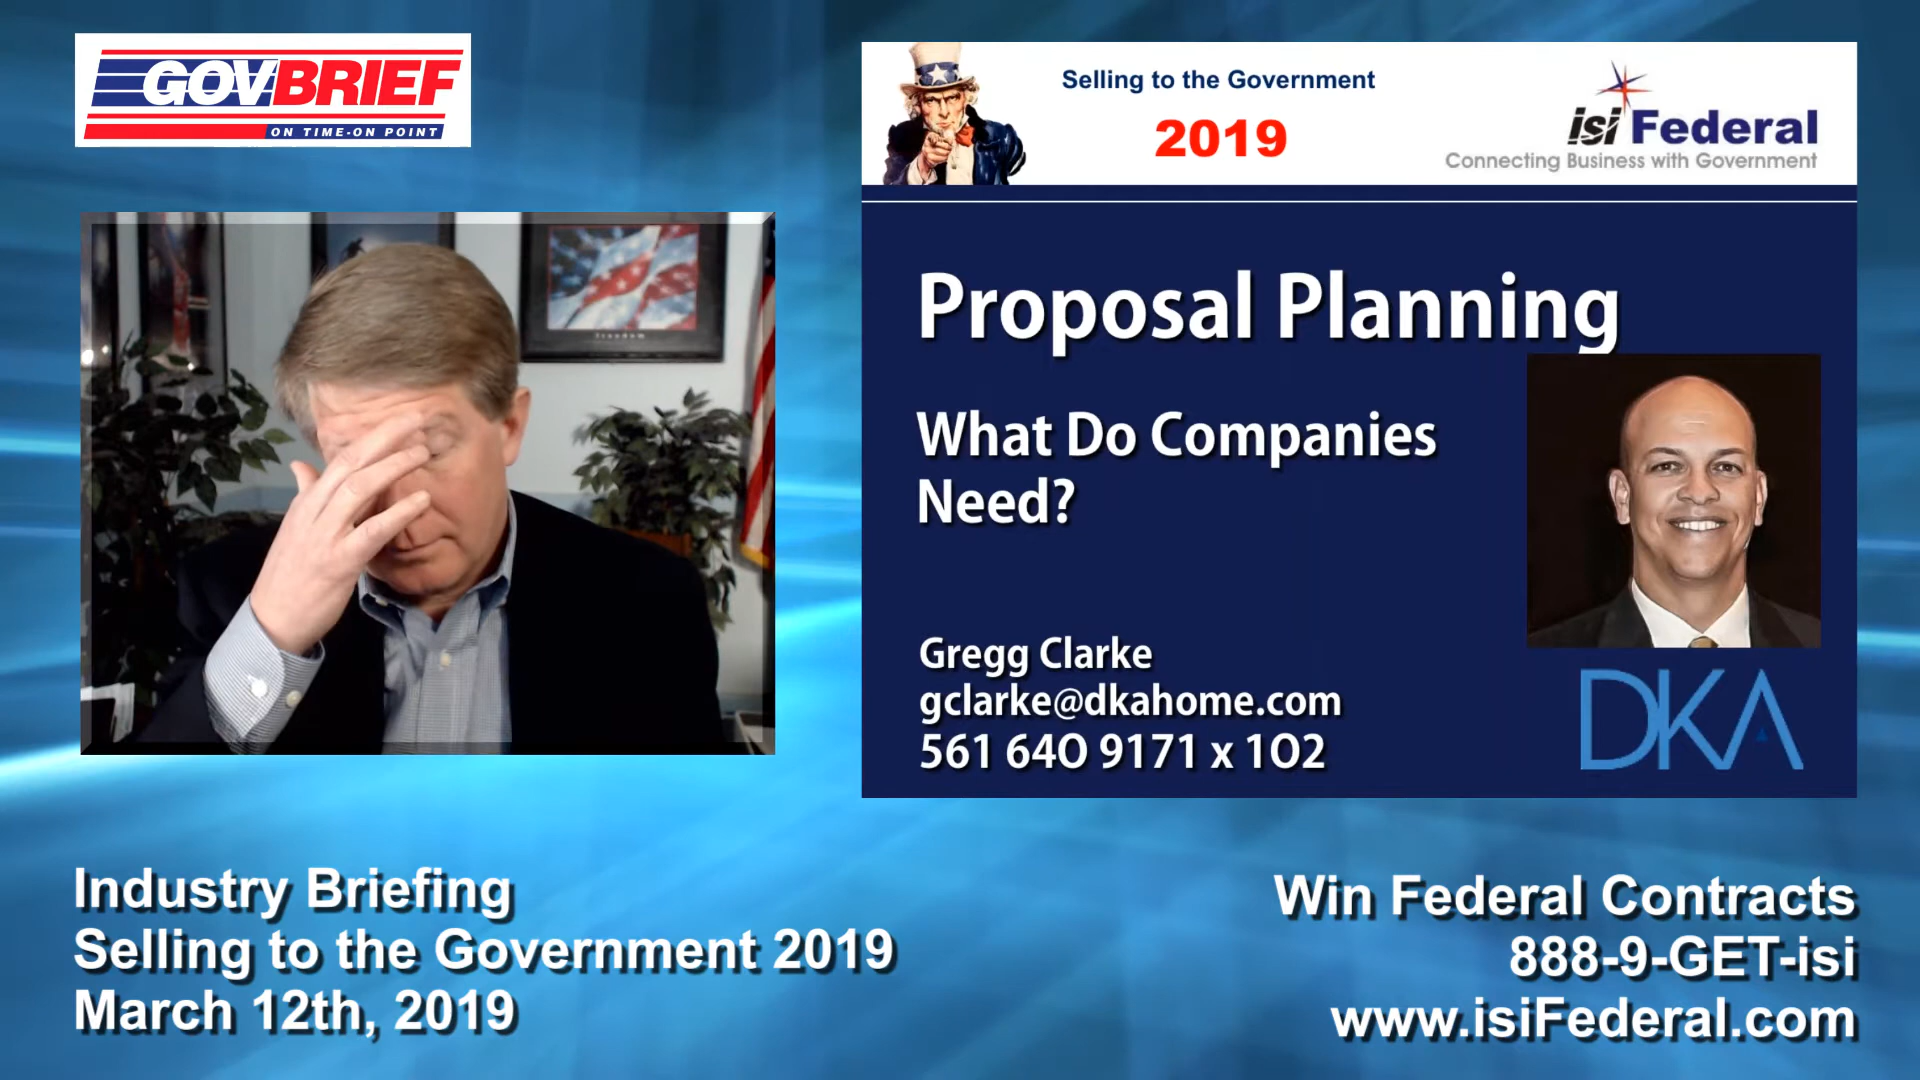 GOVBRIEF
ON TIME-ON POINT
Selling to the Government
2019
isi Federal
Connecting Business with Government
Freedom
Proposal Planning
What Do Companies
Need?
Gregg Clarke
gclarke@dkahome.com
561 640 9171 x 102
DKA
Industry Briefing
Selling to the Government 2019
March 12th, 2019
Win Federal Contracts
888-9-GET-isi
www.isiFederal.com